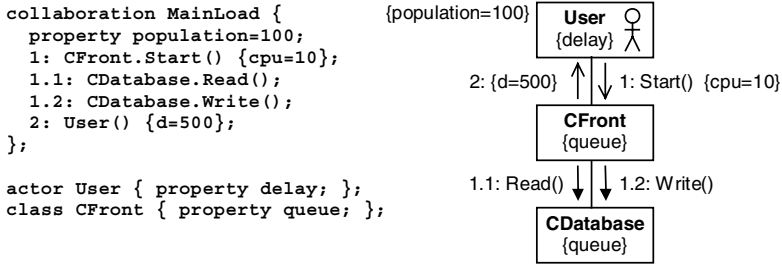 collaboration MainLoad {
  property population=100;
  1: CFront.Start() {cpu=10};
  1.1: CDatabase.Read();
  1.2: CDatabase.Write();
  2: User() {d=500};
};
actor User { property delay; };
class CFront { property queue; };
{population=100}
User
{delay}
2: {d=500}
1: Start() {cpu=10}
CFront
{queue}
1.1: Read()
1.2: Write()
CDatabase
{queue}